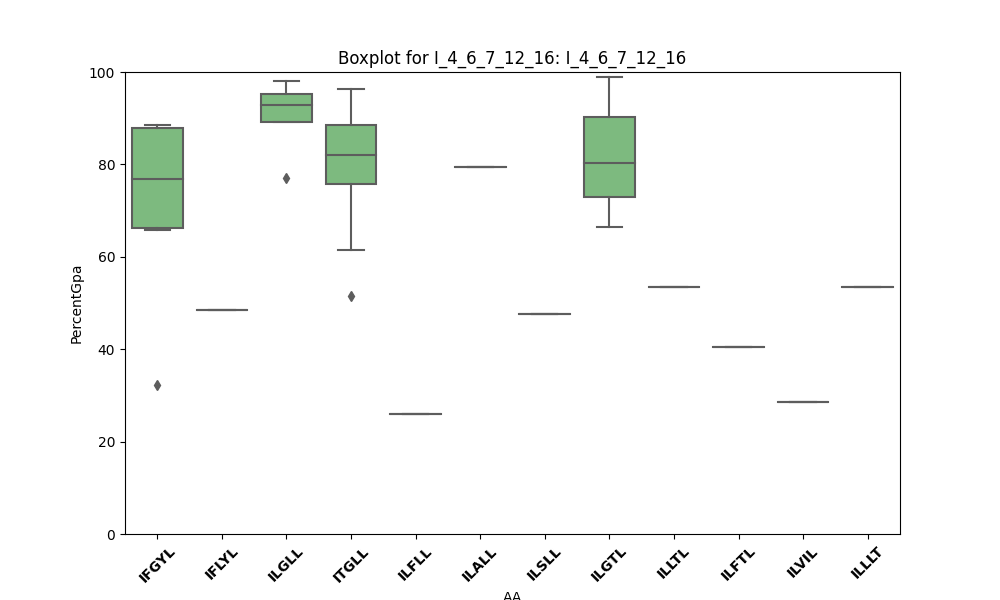 Boxplot for I_4_6_7_12_16: I_4_6_7_12_16
PercentGpa
100
80
60
40
20
0
IFGYL
IFLYL
ILGLL
ITGLL
ILFLL
ILALL
ILSLL
ILGTL
ILLTL
ILFTL
ILVIL
ILLLT
AA